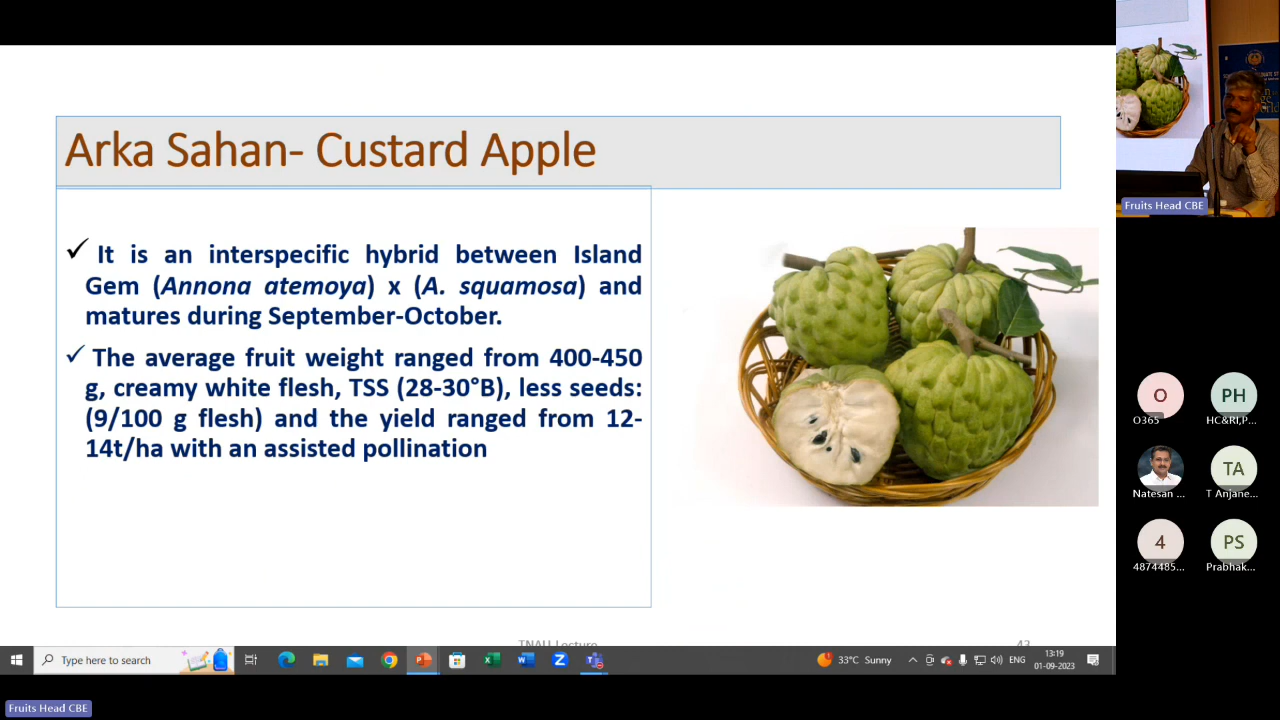 Arka Sahan- Custard Apple
✓ It is an interspecific hybrid between Island
Gem (Annona atemoya) x (A. squamosa) and
matures during September-October.
✓ The average fruit weight ranged from 400-450
g, creamy white flesh, TSS (28-30°B), less seeds:
(9/100 g flesh) and the yield ranged from 12-
14t/ha with an assisted pollination
TNAU Lecture
Fruits Head CBE
O
PH
O365
HC&RI,P...
TA
Natesan ...
T Anjane...
4
PS
4874485...
Prabhak...
Type here to search
33°C Sunny
ENG
13:19
01-09-2023
Fruits Head CBE